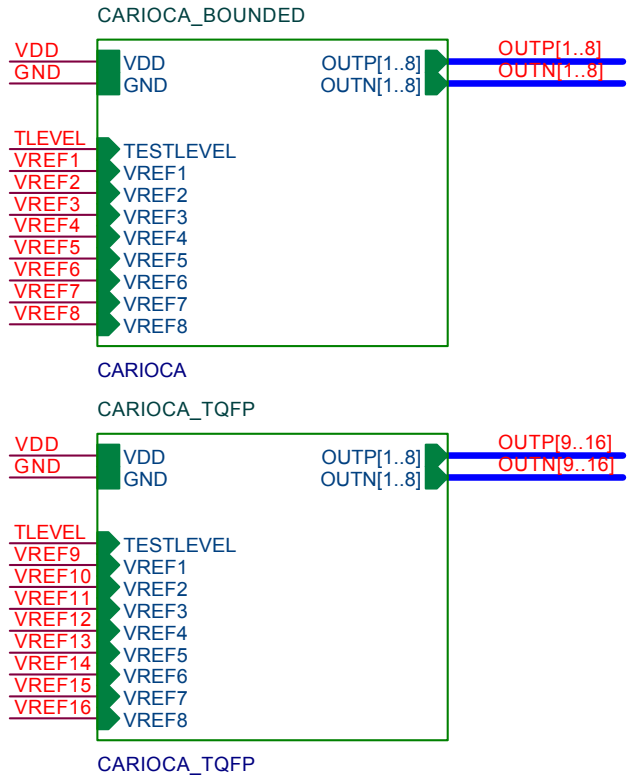 CARIOCA_BOUNDED
VDD VDD OUTP[1..8] OUTP[1..8]
GND GND OUTN[1..8] OUTN[1..8]
TLEVEL TESTLEVEL
VREF1 VREF1
VREF2 VREF2
VREF3 VREF3
VREF4 VREF4
VREF5 VREF5
VREF6 VREF6
VREF7 VREF7
VREF8 VREF8
CARIOCA
CARIOCA_TQFP
VDD VDD OUTP[1..8] OUTP[9..16]
GND GND OUTN[1..8] OUTN[9..16]
TLEVEL TESTLEVEL
VREF9 VREF1
VREF10 VREF2
VREF11 VREF3
VREF12 VREF4
VREF13 VREF5
VREF14 VREF6
VREF15 VREF7
VREF16 VREF8
CARIOCA_TQFP